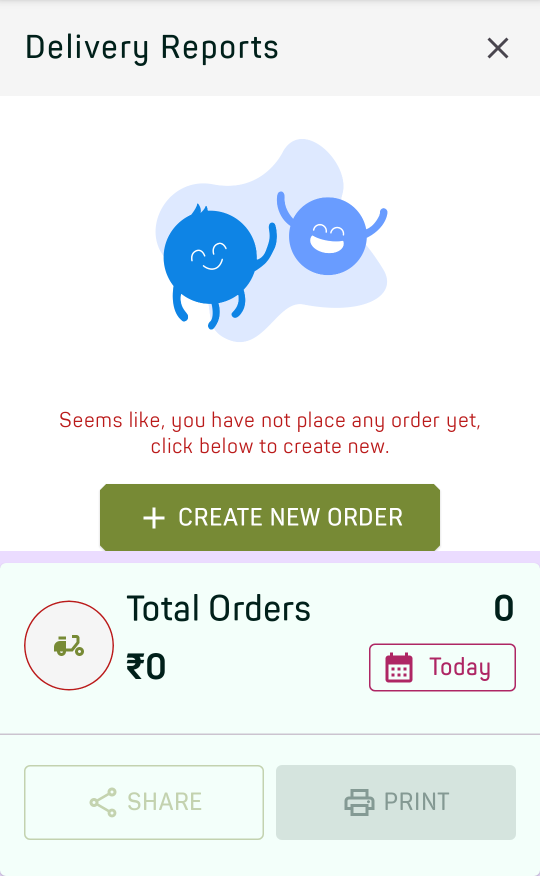 Delivery Reports
Seems like, you have not place any order yet,
click below to create new.
CREATE NEW ORDER
Total Orders 0
₹0
Today
SHARE
PRINT